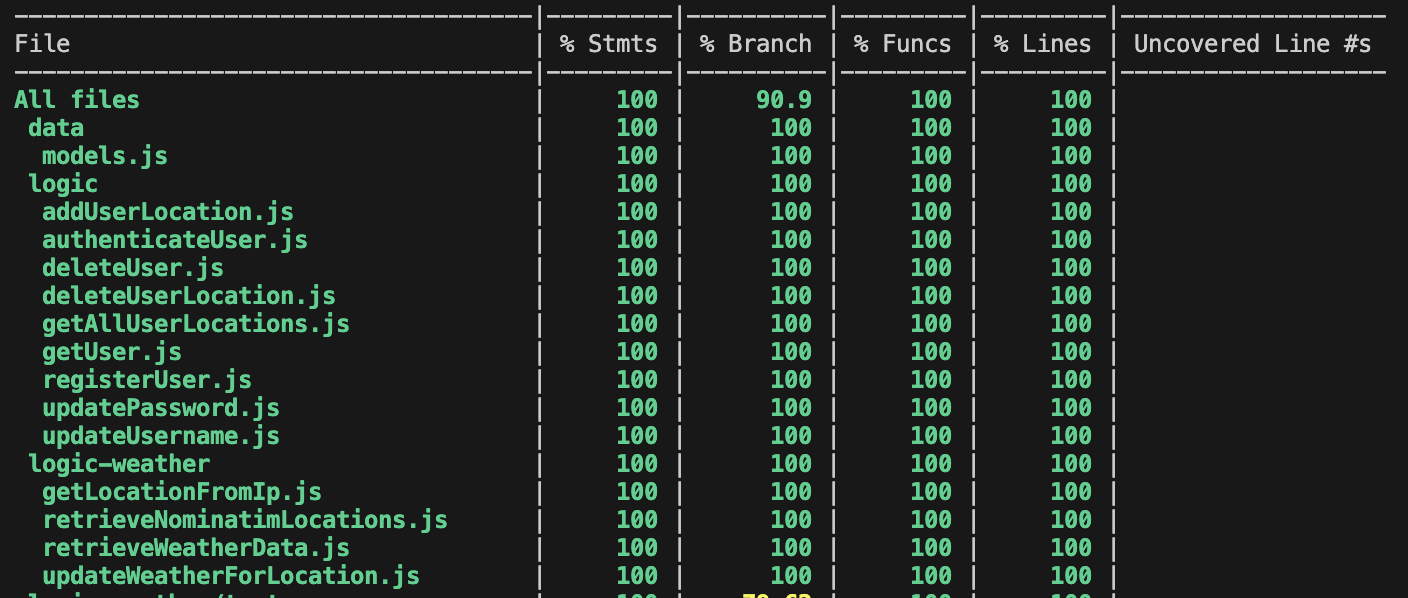 File | % Stmts | % Branch | % Funcs | % Lines | Uncovered Line #s
All files | 100 | 90.9 | 100 | 100 |
data | 100 | 100 | 100 | 100 |
models.js | 100 | 100 | 100 | 100 |
logic | 100 | 100 | 100 | 100 |
addUserLocation.js | 100 | 100 | 100 | 100 |
authenticateUser.js | 100 | 100 | 100 | 100 |
deleteUser.js | 100 | 100 | 100 | 100 |
deleteUserLocation.js | 100 | 100 | 100 | 100 |
getAllUserLocations.js | 100 | 100 | 100 | 100 |
getUser.js | 100 | 100 | 100 | 100 |
registerUser.js | 100 | 100 | 100 | 100 |
updatePassword.js | 100 | 100 | 100 | 100 |
updateUsername.js | 100 | 100 | 100 | 100 |
logic-weather | 100 | 100 | 100 | 100 |
getLocationFromIp.js | 100 | 100 | 100 | 100 |
retrieveNominatimLocations.js | 100 | 100 | 100 | 100 |
retrieveWeatherData.js | 100 | 100 | 100 | 100 |
updateWeatherForLocation.js | 100 | 100 | 100 | 100 |